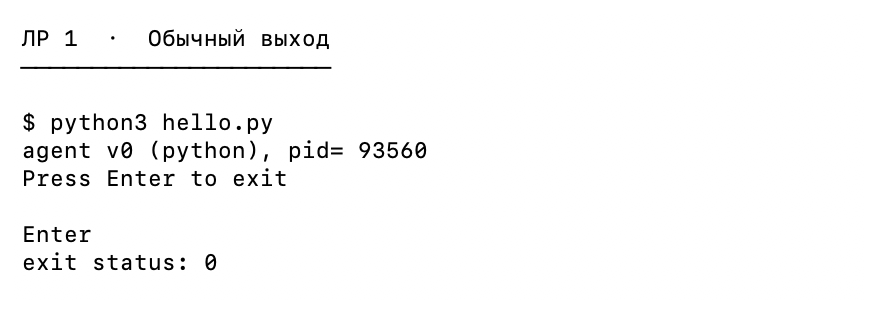 ЛР 1 · Обычный выход
$ python3 hello.py
agent v0 (python), pid= 93560
Press Enter to exit
Enter
exit status: 0